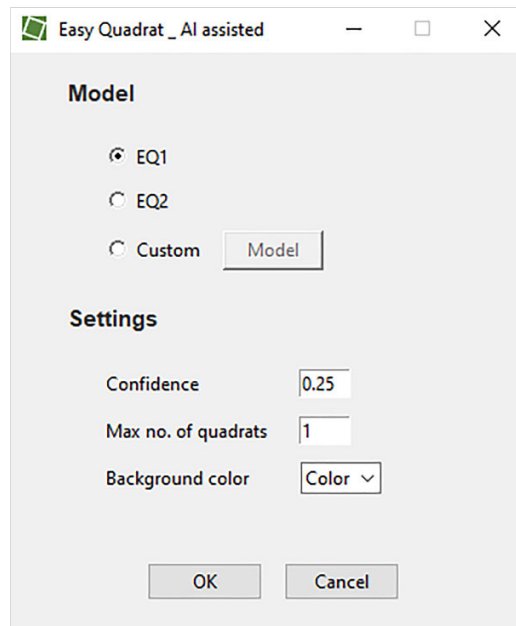 Easy Quadrat _ AI assisted
Model
EQ1
EQ2
Custom Model
Settings
Confidence 0.25
Max no. of quadrats 1
Background color Color
OK Cancel